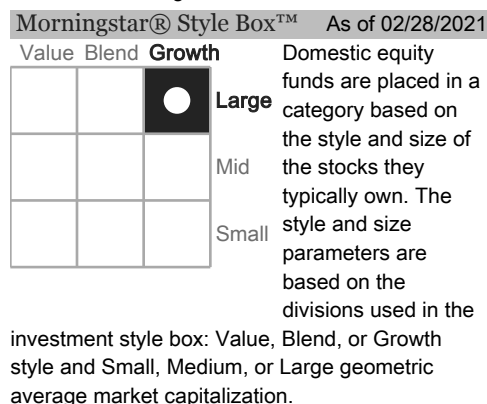 Morningstar® Style Box™ As of 02/28/2021
Value Blend Growth
Large
Mid
Small
Domestic equity
funds are placed in a
category based on
the style and size of
the stocks they
typically own. The
style and size
parameters are
based on the
divisions used in the
investment style box: Value, Blend, or Growth
style and Small, Medium, or Large geometric
average market capitalization.